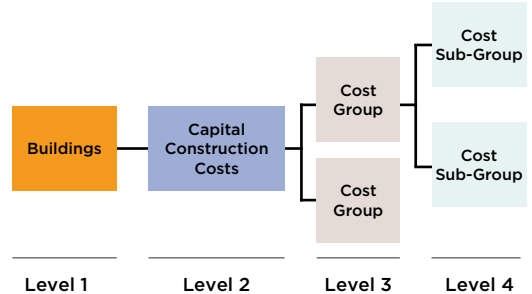 Buildings
Capital
Construction
Costs
Cost
Group
Cost
Group
Cost
Sub-Group
Cost
Sub-Group
Level 1
Level 2
Level 3
Level 4